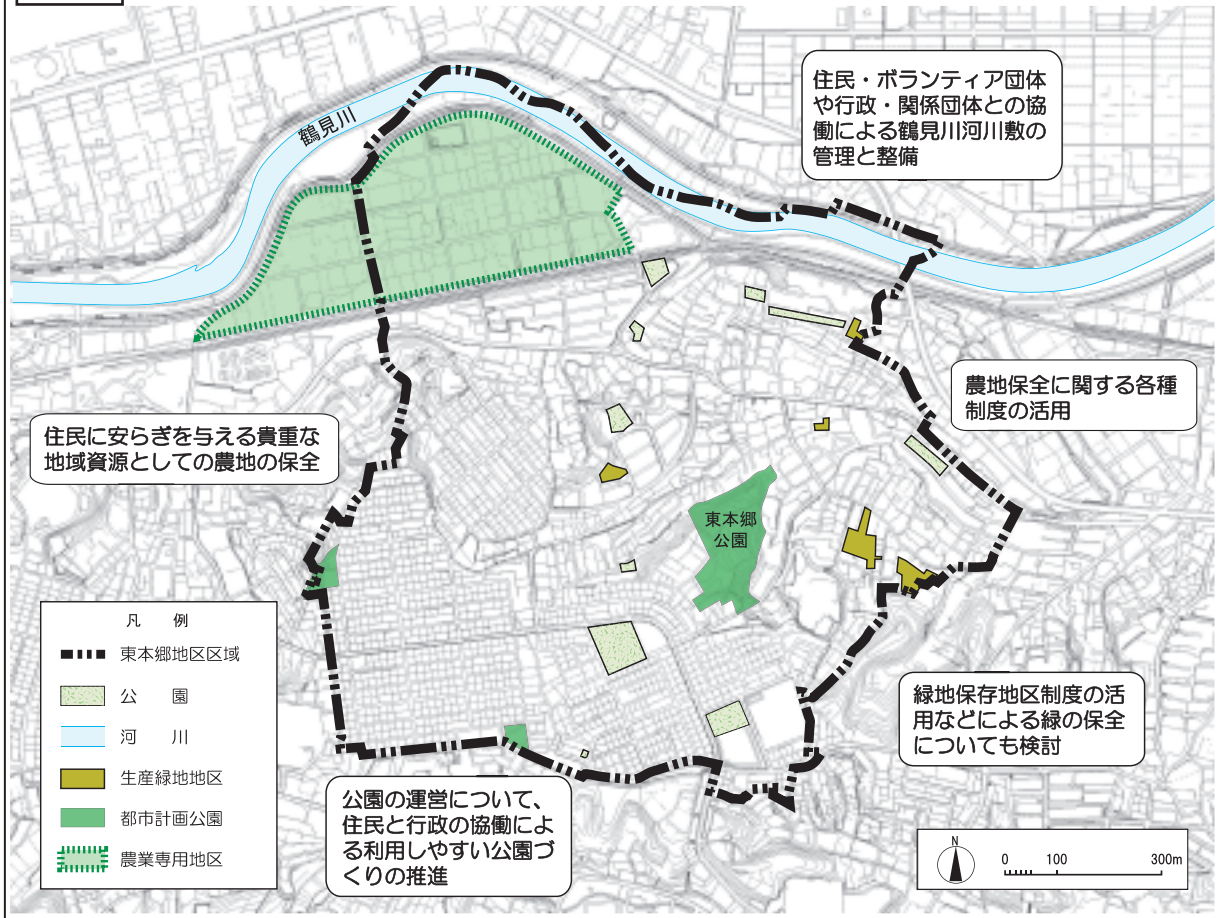 鶴見川
住民・ボランティア団体
や行政・関係団体との協
働による鶴見川河川敷の
管理と整備
農地保全に関する各種
制度の活用
住民に安らぎを与える貴重な
地域資源としての農地の保全
東本郷
公園
緑地保存地区制度の活
用などによる緑の保全
についても検討
公園の運営について、
住民と行政の協働によ
る利用しやすい公園づ
くりの推進
凡　例
東本郷地区区域
公　園
河　川
生産緑地地区
都市計画公園
農業専用地区
N
0 100 300m